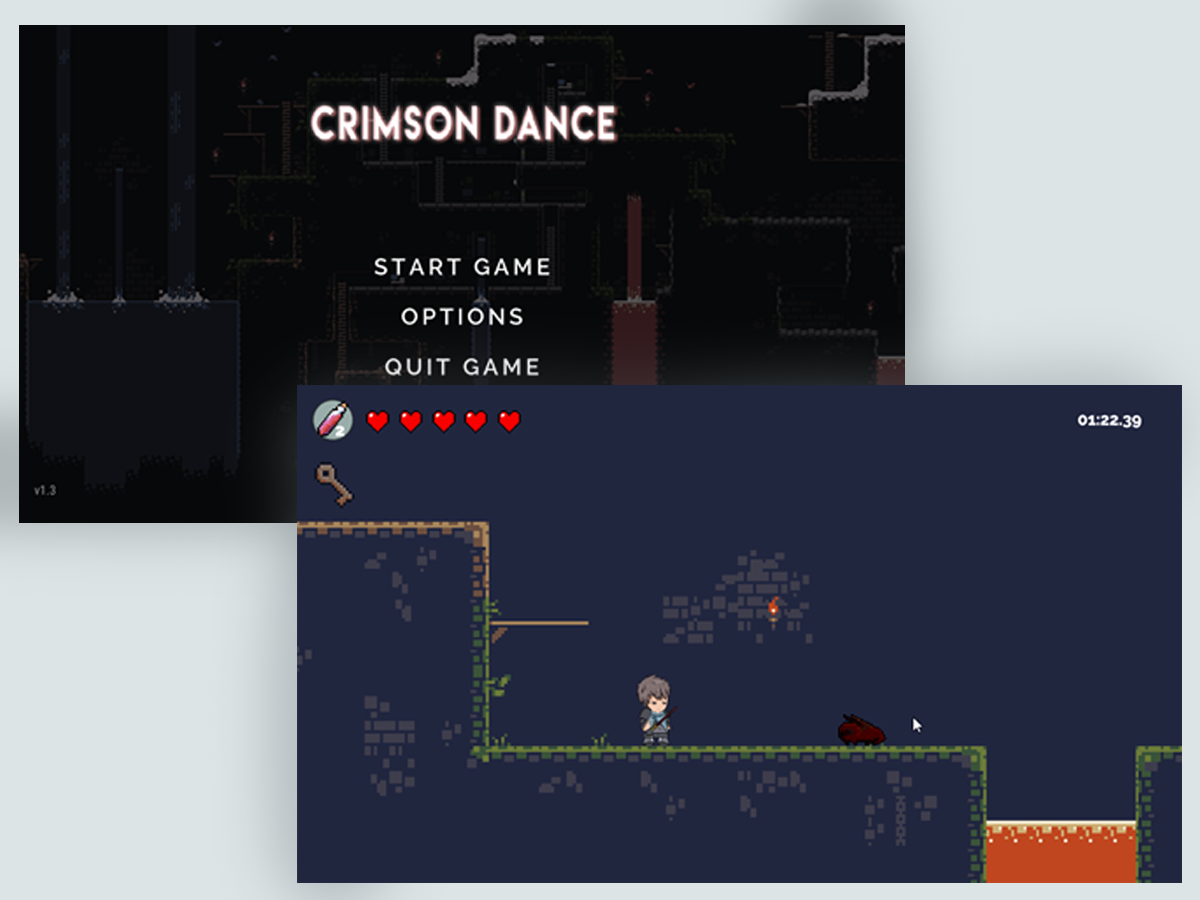 CRIMSON DANCE
START GAME
OPTIONS
QUIT GAME
v1.3
2
01:22.39